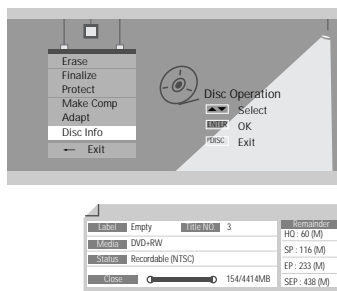 Erase
Finalize
Protect
Make Comp
Adapt
Disc Info
← Exit
Disc Operation
▲▼ Select
ENTER OK
DISC Exit
Label Empty Title NO. 3
Media DVD+RW
Status Recordable (NTSC)
Close 154/4414MB
Remainder
HQ : 60 (M)
SP : 116 (M)
EP : 233 (M)
SEP : 438 (M)